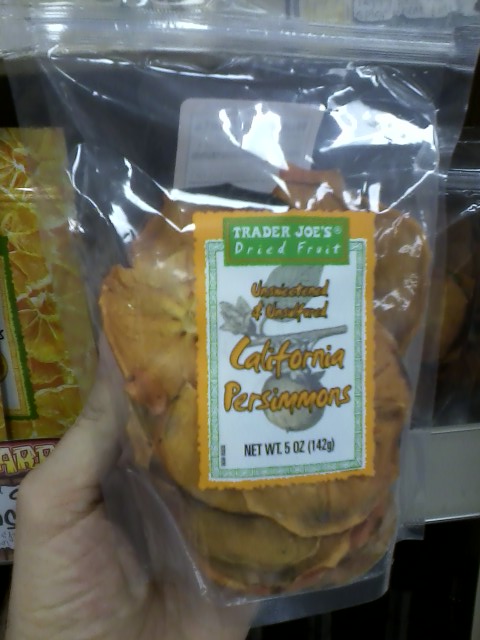 TRADER JOE'S®
Dried Fruit
Unsweetened
& Unsulfured
California
Persimmons
NET WT. 5 OZ (142g)